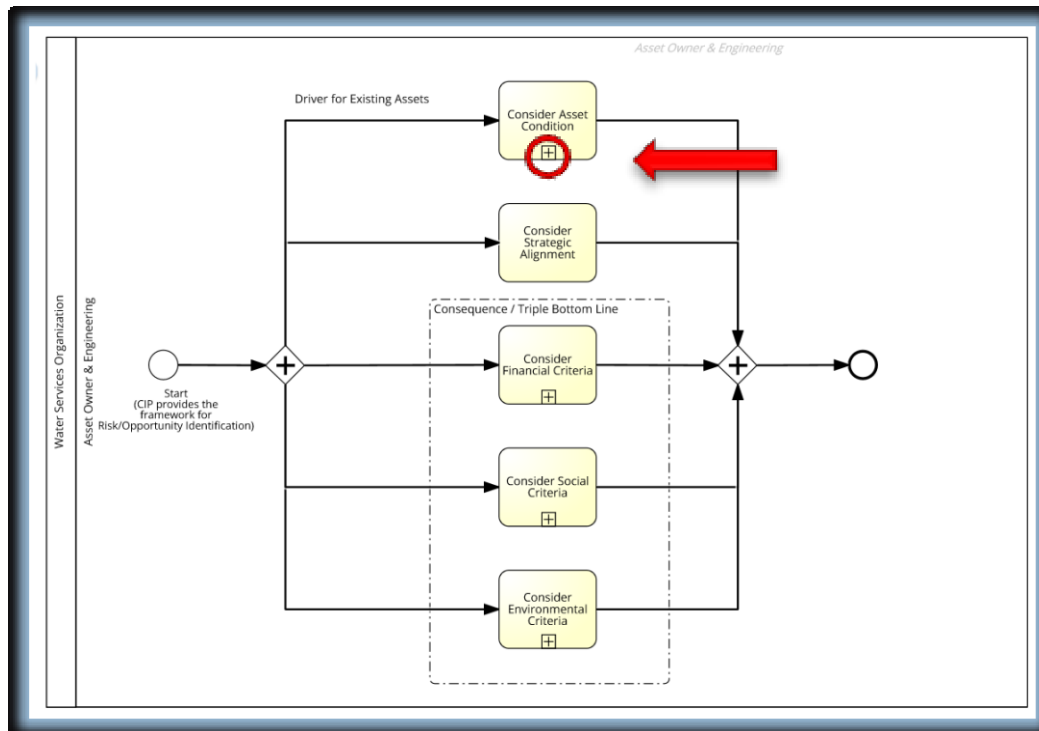 Asset Owner & Engineering
Driver for Existing Assets
Consider Asset
Condition
Consider
Strategic
Alignment
Consequence / Triple Bottom Line
Consider
Financial Criteria
Consider Social
Criteria
Consider
Environmental
Criteria
Start
(CIP provides the
framework for
Risk/Opportunity Identification)
Water Services Organization
Asset Owner & Engineering